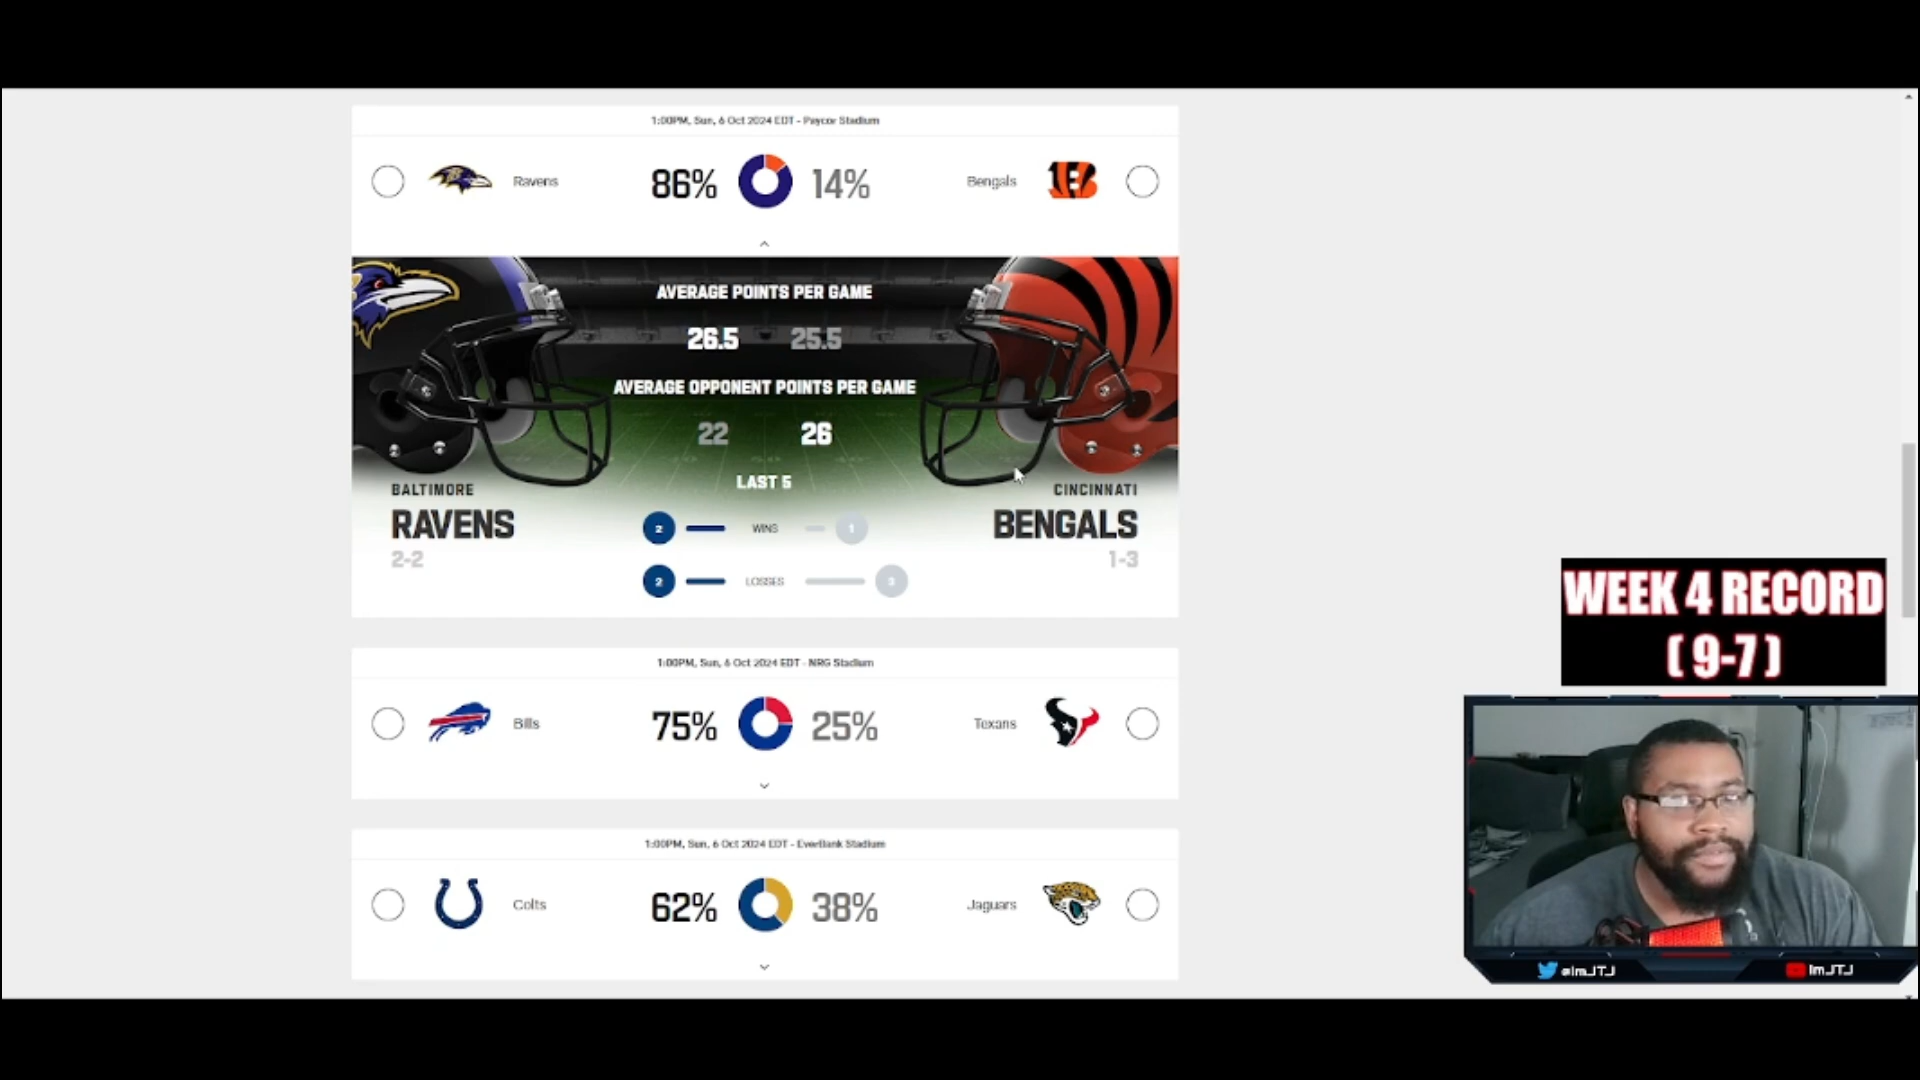 1:00PM, Sun, 6 Oct 2024 EDT - Paycor Stadium
Ravens 86% 14% Bengals
AVERAGE POINTS PER GAME
26.5 25.5
AVERAGE OPPONENT POINTS PER GAME
22 26
LAST 5
BALTIMORE CINCINNATI
RAVENS 2 WINS 1 BENGALS
2-2 1-3
2 LOSSES 3
1:00PM, Sun, 6 Oct 2024 EDT - NRG Stadium
Bills 75% 25% Texans
1:00PM, Sun, 6 Oct 2024 EDT - EverBank Stadium
Colts 62% 38% Jaguars
WEEK 4 RECORD
( 9-7 )
@ImJTJ ImJTJ